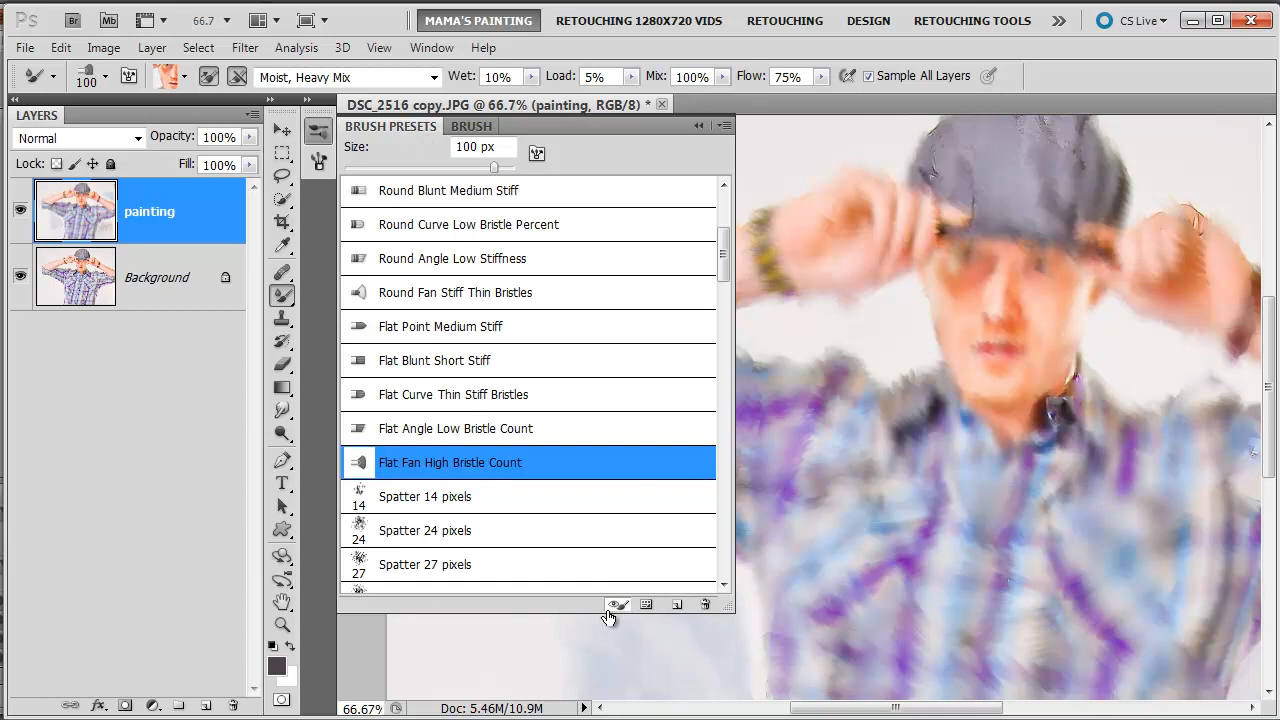 Ps Br Mb 66.7 MAMA'S PAINTING RETOUCHING 1280X720 VIDS RETOUCHING DESIGN RETOUCHING TOOLS CS Live
File Edit Image Layer Select Filter Analysis 3D View Window Help
100 Moist, Heavy Mix Wet: 10% Load: 5% Mix: 100% Flow: 75% Sample All Layers
LAYERS
Normal Opacity: 100%
Lock: Fill: 100%
painting
Background
DSC_2516 copy.JPG @ 66.7% (painting, RGB/8) *
BRUSH PRESETS BRUSH
Size: 100 px
Round Blunt Medium Stiff
Round Curve Low Bristle Percent
Round Angle Low Stiffness
Round Fan Stiff Thin Bristles
Flat Point Medium Stiff
Flat Blunt Short Stiff
Flat Curve Thin Stiff Bristles
Flat Angle Low Bristle Count
Flat Fan High Bristle Count
Spatter 14 pixels
14
Spatter 24 pixels
24
Spatter 27 pixels
27
T
fx
66.67% Doc: 5.46M/10.9M